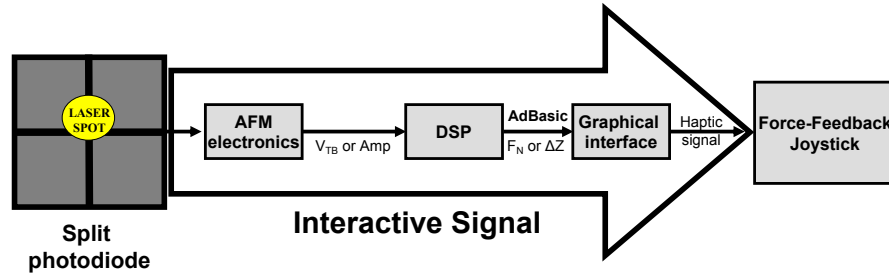 LASER
SPOT
Split
photodiode
AFM
electronics
V_TB or Amp
DSP
AdBasic
F_N or ΔZ
Graphical
interface
Haptic
signal
Interactive Signal
Force-Feedback
Joystick